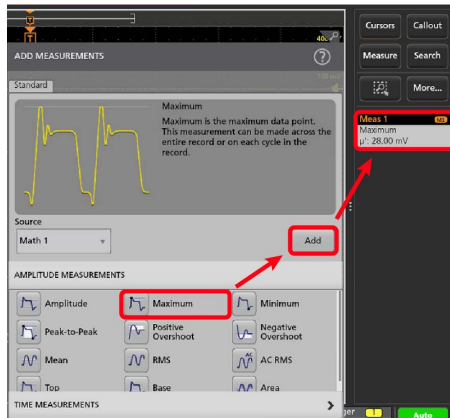 Cursors
Callout
ADD MEASUREMENTS
?
Measure
Search
Standard
More...
Maximum
Maximum is the maximum data point.
This measurement can be made across the
entire record or on each cycle in the
record.
Meas 1
M1
Maximum
µ': 28.00 mV
Source
Math 1
Add
AMPLITUDE MEASUREMENTS
Amplitude
Maximum
Minimum
Peak-to-Peak
Positive
Overshoot
Negative
Overshoot
Mean
RMS
AC RMS
Top
Base
Area
TIME MEASUREMENTS
1
Auto